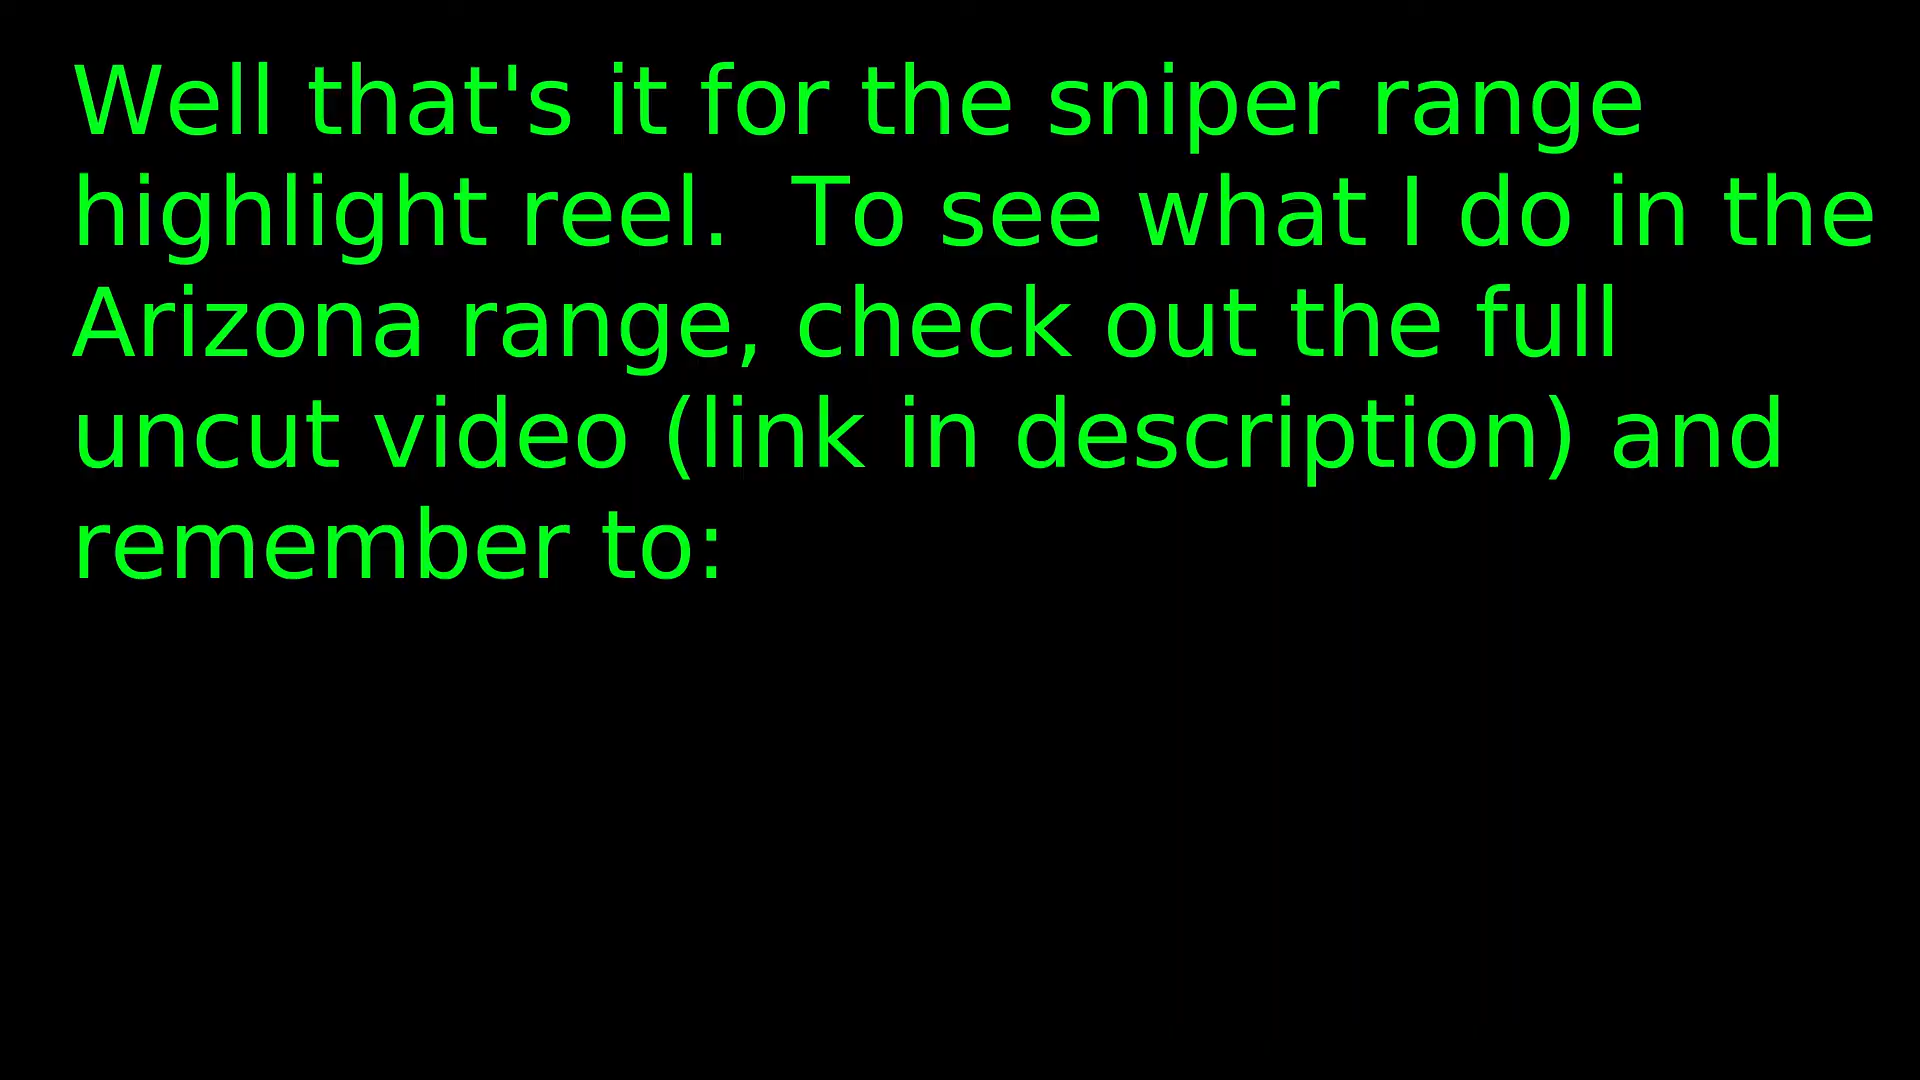 Well that's it for the sniper range
highlight reel.  To see what I do in the
Arizona range, check out the full
uncut video (link in description) and
remember to: